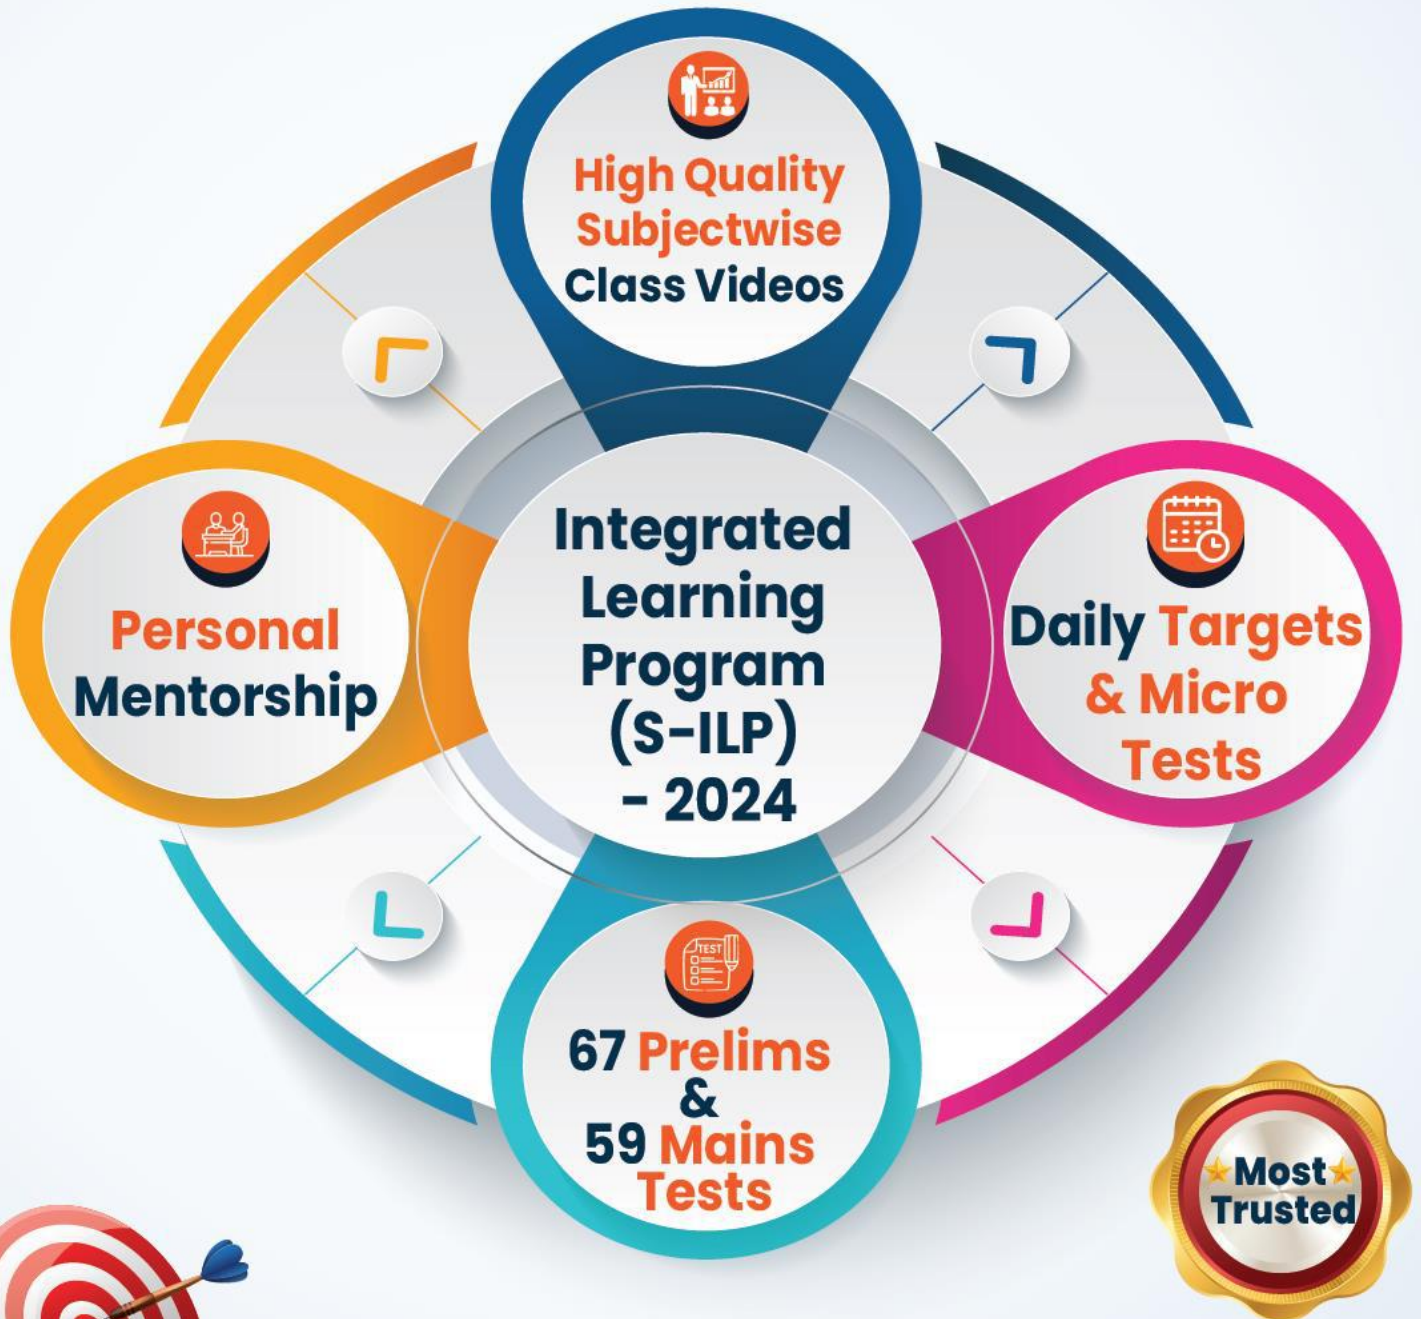 High Quality
Subjectwise
Class Videos
Personal
Mentorship
Integrated
Learning
Program
(S-ILP)
- 2024
Daily Targets
& Micro
Tests
TEST
67 Prelims
&
59 Mains
Tests
Most
Trusted